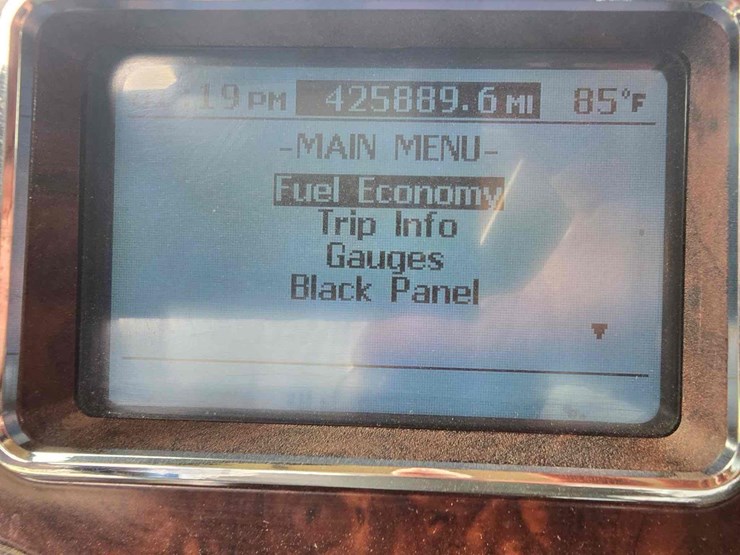 19 PM 425889.6 MI 85°F
-MAIN MENU-
Fuel Economy
Trip Info
Gauges
Black Panel